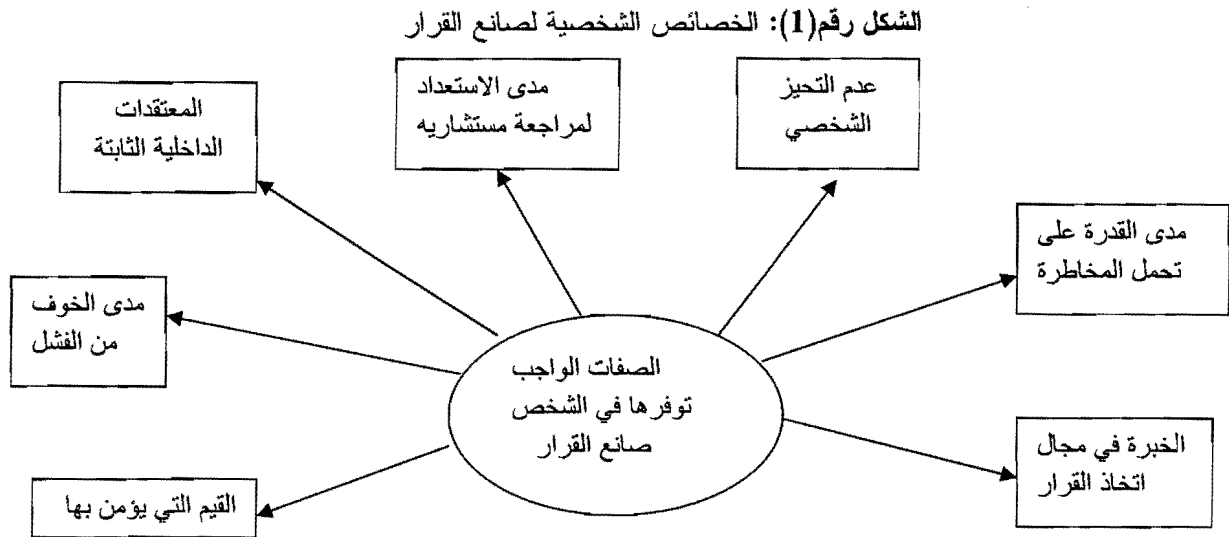 الشكل رقم(1): الخصائص الشخصية لصانع القرار
عدم التحيز
الشخصي
مدى الاستعداد
لمراجعة مستشاريه
المعتقدات
الداخلية الثابتة
مدى القدرة على
تحمل المخاطرة
مدى الخوف
من الفشل
الصفات الواجب
توفرها في الشخص
صانع القرار
الخبرة في مجال
اتخاذ القرار
القيم التي يؤمن بها